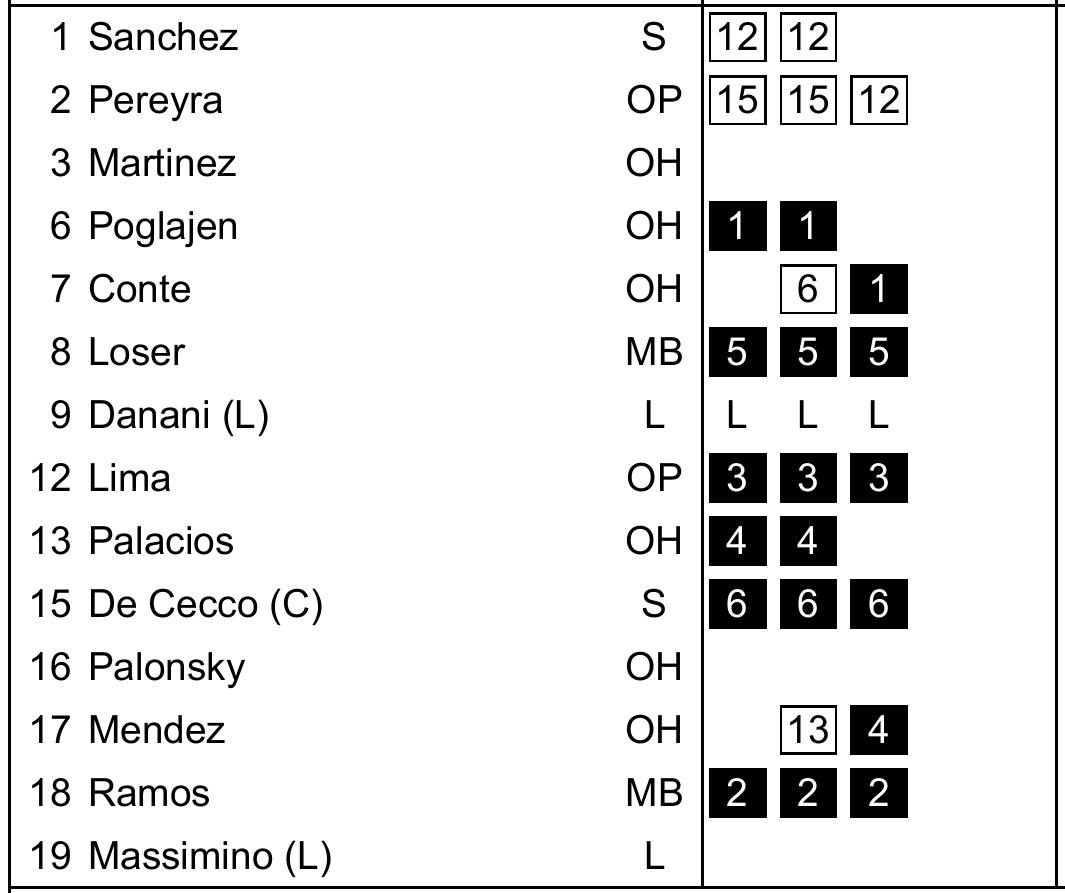 1 Sanchez S 12 12
2 Pereyra OP 15 15 12
3 Martinez OH
6 Poglajen OH 1 1
7 Conte OH 6 1
8 Loser MB 5 5 5
9 Danani (L) L L L L
12 Lima OP 3 3 3
13 Palacios OH 4 4
15 De Cecco (C) S 6 6 6
16 Palonsky OH
17 Mendez OH 13 4
18 Ramos MB 2 2 2
19 Massimino (L) L